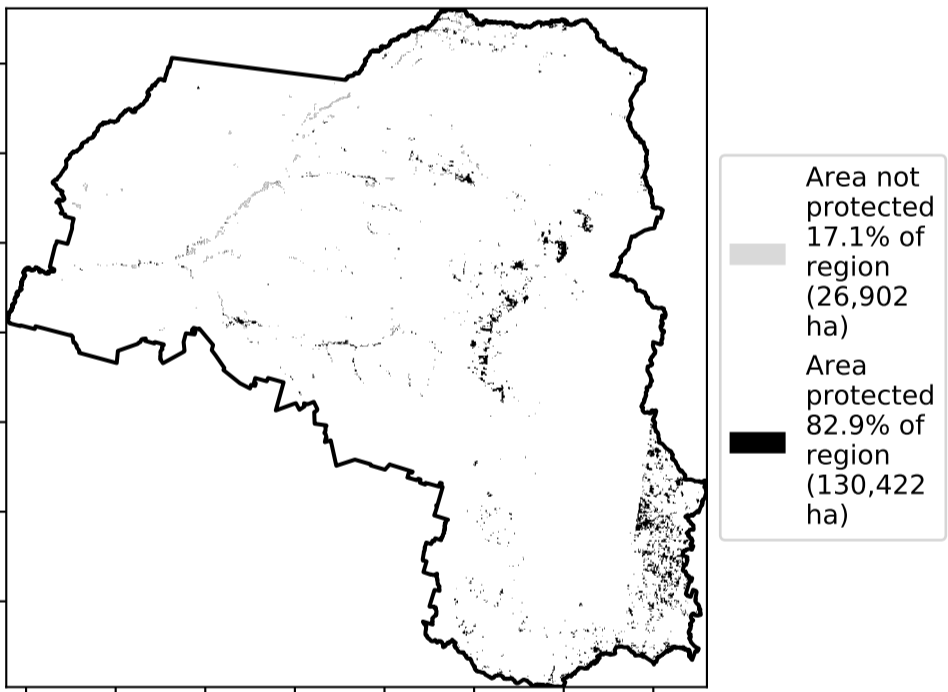 Area not
protected
17.1% of
region
(26,902
ha)
Area
protected
82.9% of
region
(130,422
ha)